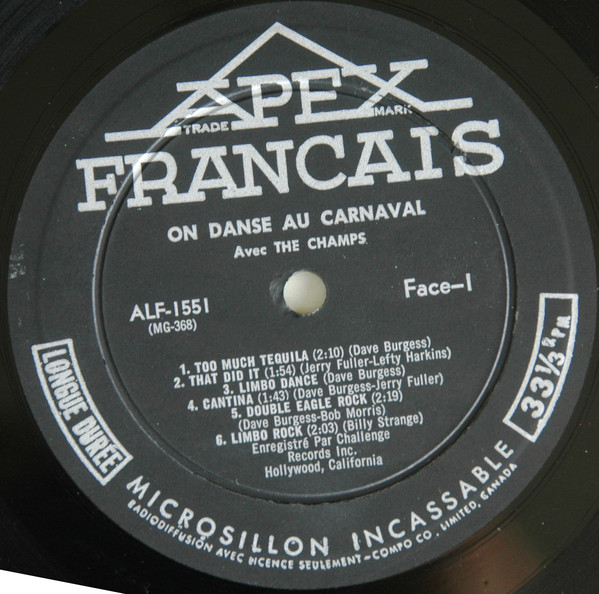 APEX
TRADE MARK
FRANCAIS
ON DANSE AU CARNAVAL
Avec THE CHAMPS
ALF-1551
(MG-368)
Face-1
1. TOO MUCH TEQUILA (2:10) (Dave Burgess)
2. THAT DID IT (1:54) (Jerry Fuller-Lefty Harkins)
3. LIMBO DANCE (Dave Burgess)
4. CANTINA (1:43) (Dave Burgess-Jerry Fuller)
5. DOUBLE EAGLE ROCK (2:19)
(Dave Burgess-Bob Morris)
6. LIMBO ROCK (2:03) (Billy Strange)
Enregistré Par Challenge
Records Inc.
Hollywood, California
LONGUE DURÉE
33 1/3 R.P.M.
MICROSILLON INCASSABLE
RADIODIFFUSION AVEC LICENCE SEULEMENT-COMPO CO. LIMITED, CANADA